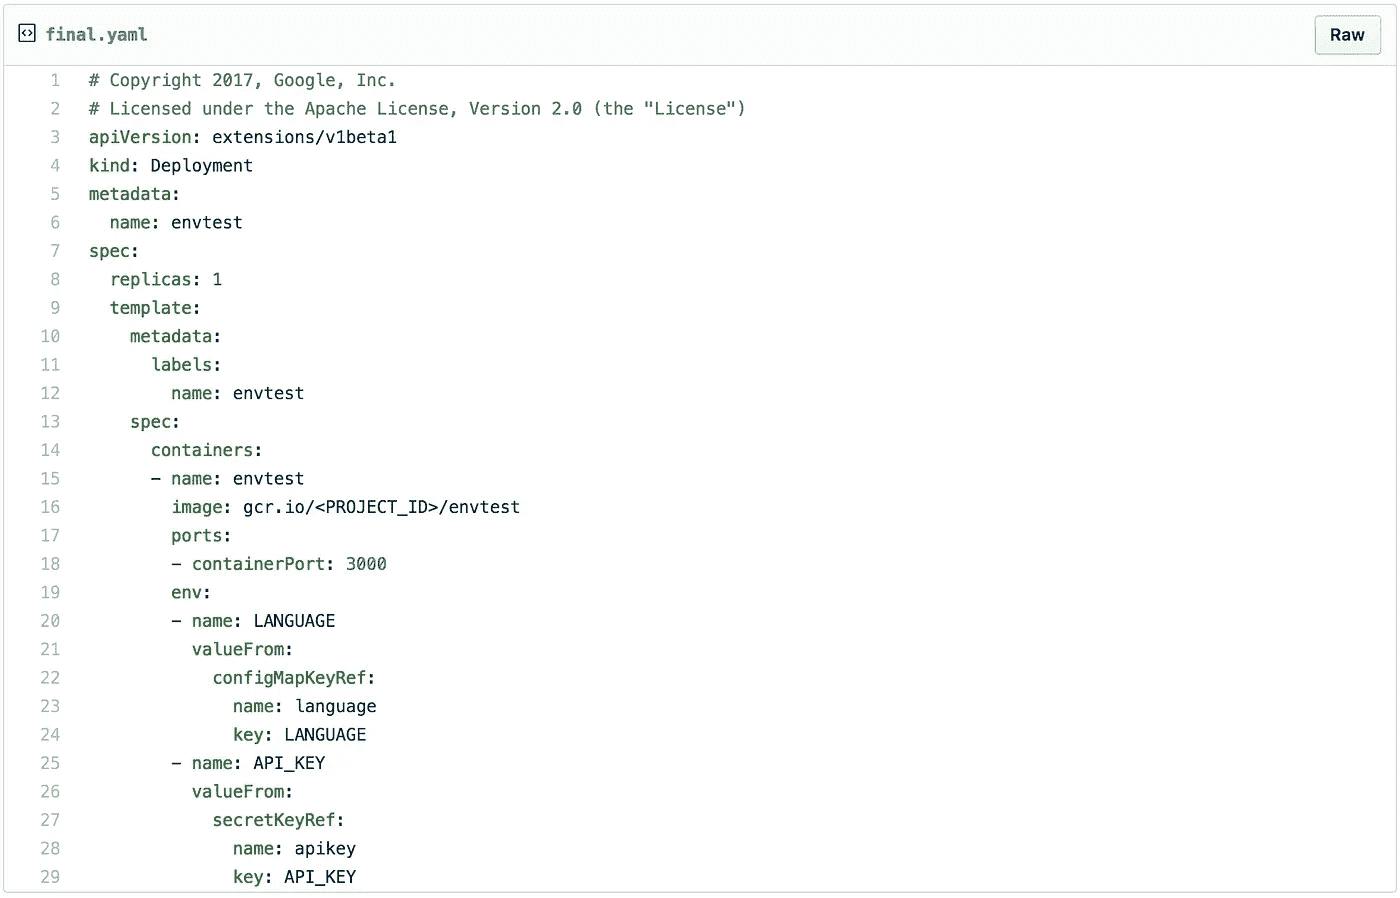 final.yaml
Raw
1 # Copyright 2017, Google, Inc.
2 # Licensed under the Apache License, Version 2.0 (the "License")
3 apiVersion: extensions/v1beta1
4 kind: Deployment
5 metadata:
6   name: envtest
7 spec:
8   replicas: 1
9   template:
10     metadata:
11       labels:
12         name: envtest
13     spec:
14       containers:
15       - name: envtest
16         image: gcr.io/<PROJECT_ID>/envtest
17         ports:
18         - containerPort: 3000
19         env:
20         - name: LANGUAGE
21           valueFrom:
22             configMapKeyRef:
23               name: language
24               key: LANGUAGE
25         - name: API_KEY
26           valueFrom:
27             secretKeyRef:
28               name: apikey
29               key: API_KEY